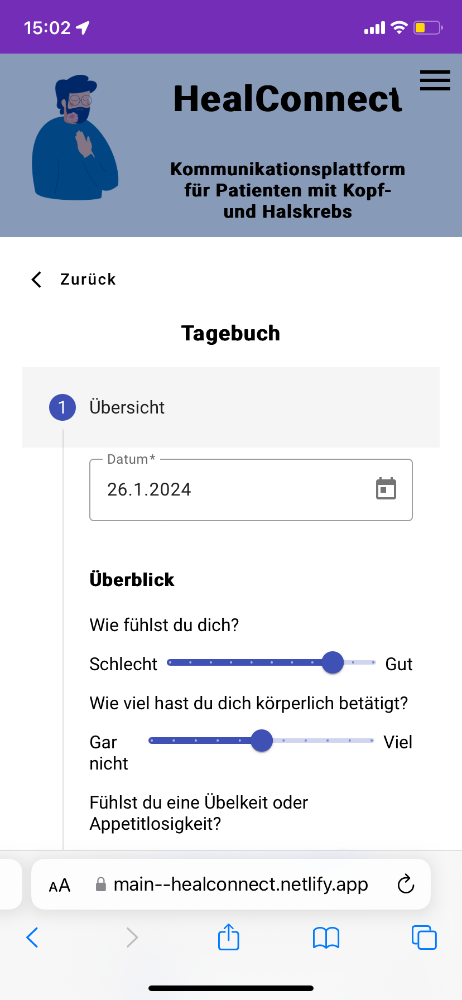 15:02
HealConnect
Kommunikationsplattform
für Patienten mit Kopf-
und Halskrebs
Zurück
Tagebuch
1 Übersicht
Datum*
26.1.2024
Überblick
Wie fühlst du dich?
Schlecht Gut
Wie viel hast du dich körperlich betätigt?
Gar Viel
nicht
Fühlst du eine Übelkeit oder
Appetitlosigkeit?
AA main--healconnect.netlify.app